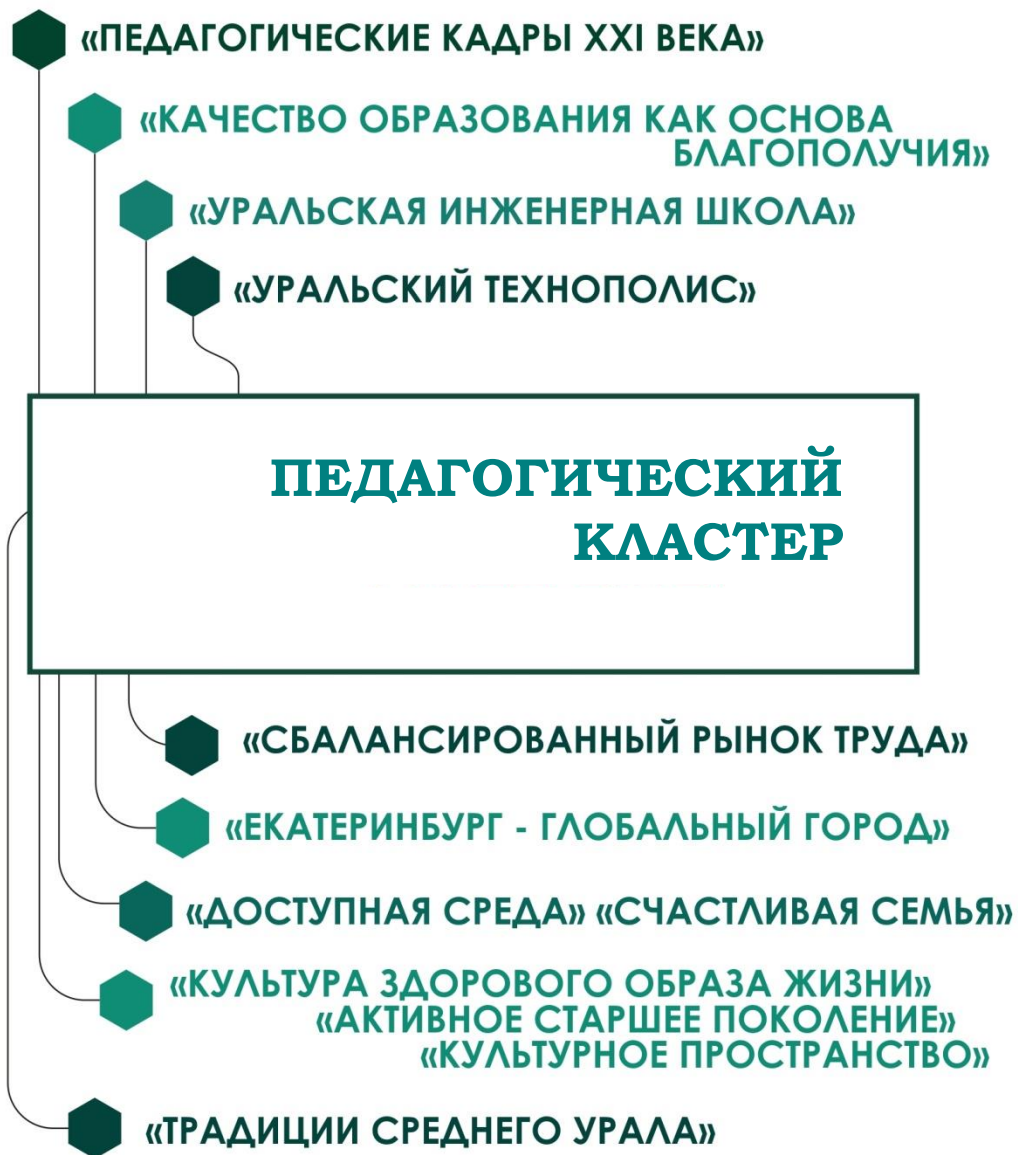 «ПЕДАГОГИЧЕСКИЕ КАДРЫ XXI ВЕКА»
«КАЧЕСТВО ОБРАЗОВАНИЯ КАК ОСНОВА
БЛАГОПОЛУЧИЯ»
«УРАЛЬСКАЯ ИНЖЕНЕРНАЯ ШКОЛА»
«УРАЛЬСКИЙ ТЕХНОПОЛИС»
ПЕДАГОГИЧЕСКИЙ
КЛАСТЕР
«СБАЛАНСИРОВАННЫЙ РЫНОК ТРУДА»
«ЕКАТЕРИНБУРГ - ГЛОБАЛЬНЫЙ ГОРОД»
«ДОСТУПНАЯ СРЕДА» «СЧАСТЛИВАЯ СЕМЬЯ»
«КУЛЬТУРА ЗДОРОВОГО ОБРАЗА ЖИЗНИ»
«АКТИВНОЕ СТАРШЕЕ ПОКОЛЕНИЕ»
«КУЛЬТУРНОЕ ПРОСТРАНСТВО»
«ТРАДИЦИИ СРЕДНЕГО УРАЛА»